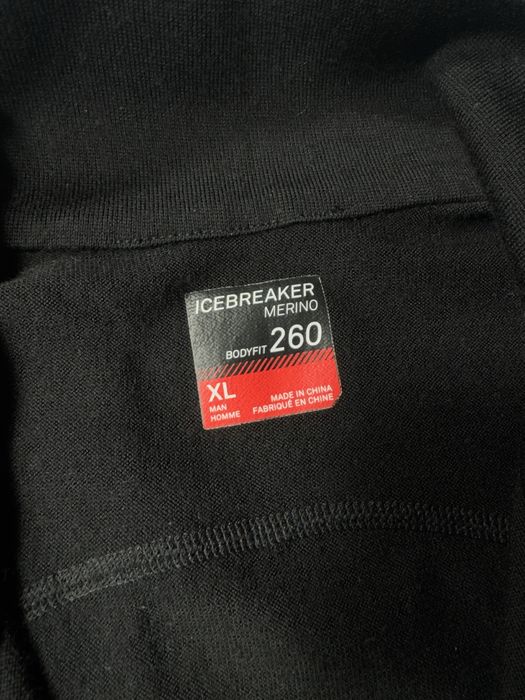 ICEBREAKER
MERINO
BODYFIT 260
XL
MAN
HOMME
MADE IN CHINA
FABRIQUÉ EN CHINE